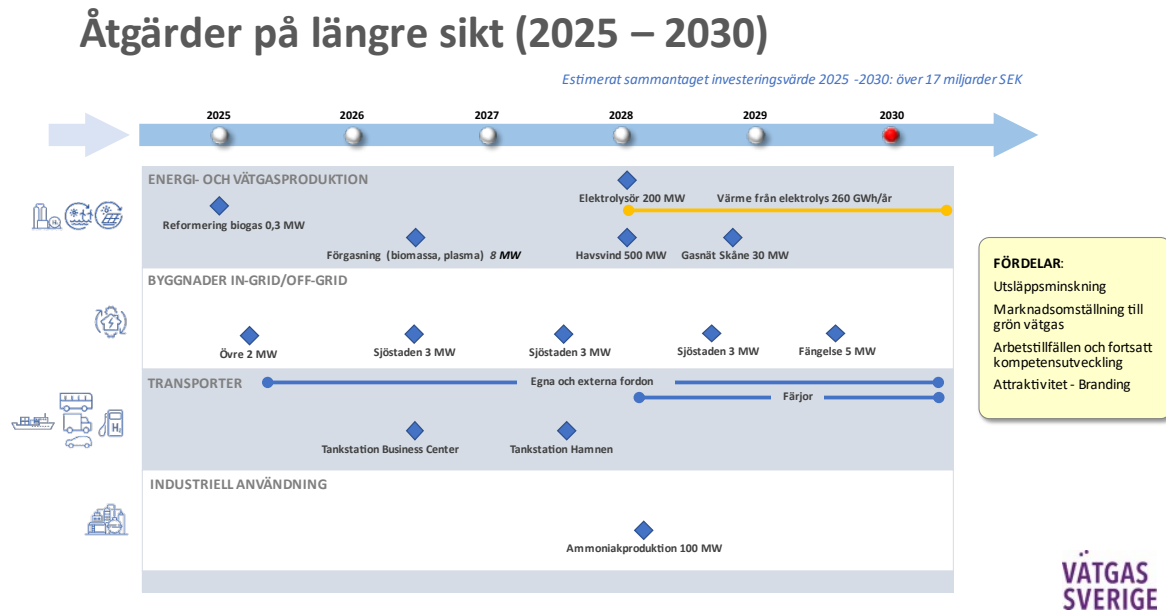 Åtgärder på längre sikt (2025 – 2030)
Estimerat sammantaget investeringsvärde 2025 -2030: över 17 miljarder SEK
2025
2026
2027
2028
2029
2030
ENERGI- OCH VÄTGASPRODUKTION
Elektrolysör 200 MW
Värme från elektrolys 260 GWh/år
Reformering biogas 0,3 MW
Förgasning (biomassa, plasma) 8 MW
Havsvind 500 MW
Gasnät Skåne 30 MW
BYGGNADER IN-GRID/OFF-GRID
Övre 2 MW
Sjöstaden 3 MW
Sjöstaden 3 MW
Sjöstaden 3 MW
Fängelse 5 MW
TRANSPORTER
Egna och externa fordon
Färjor
H2
Tankstation Business Center
Tankstation Hamnen
INDUSTRIELL ANVÄNDNING
Ammoniakproduktion 100 MW
FÖRDELAR:
Utsläppsminskning
Marknadsomställning till
grön vätgas
Arbetstillfällen och fortsatt
kompetensutveckling
Attraktivitet - Branding
VÄTGAS
SVERIGE